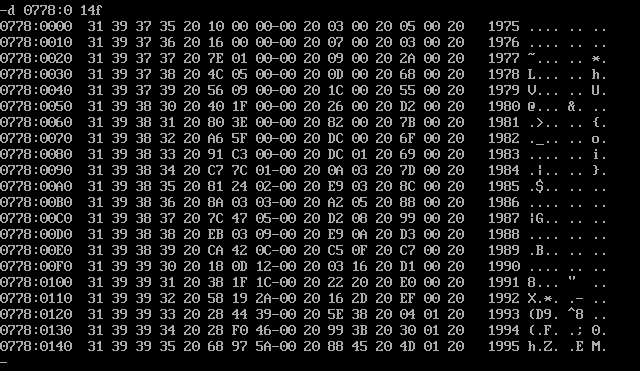 -d 0778:0 14f
0778:0000  31 39 37 35 20 10 00 00-00 20 03 00 20 05 00 20   1975 .... .. ..
0778:0010  31 39 37 36 20 16 00 00-00 20 07 00 20 03 00 20   1976 .... .. ..
0778:0020  31 39 37 37 20 7E 01 00-00 20 09 00 20 2A 00 20   1977 ~... .. *.
0778:0030  31 39 37 38 20 4C 05 00-00 20 0D 00 20 68 00 20   1978 L... .. h.
0778:0040  31 39 37 39 20 56 09 00-00 20 1C 00 20 55 00 20   1979 V... .. U.
0778:0050  31 39 38 30 20 40 1F 00-00 20 26 00 20 D2 00 20   1980 @... &. ..
0778:0060  31 39 38 31 20 80 3E 00-00 20 82 00 20 7B 00 20   1981 .>.. .. {.
0778:0070  31 39 38 32 20 A6 5F 00-00 20 DC 00 20 6F 00 20   1982 ._.. .. o.
0778:0080  31 39 38 33 20 91 C3 00-00 20 DC 01 20 69 00 20   1983 .... .. i.
0778:0090  31 39 38 34 20 C7 7C 01-00 20 0A 03 20 7D 00 20   1984 .|.. .. }.
0778:00A0  31 39 38 35 20 81 24 02-00 20 E9 03 20 8C 00 20   1985 .$.. .. ..
0778:00B0  31 39 38 36 20 8A 03 03-00 20 A2 05 20 88 00 20   1986 .... .. ..
0778:00C0  31 39 38 37 20 7C 47 05-00 20 D2 08 20 99 00 20   1987 |G.. .. ..
0778:00D0  31 39 38 38 20 EB 03 09-00 20 E9 0A 20 D3 00 20   1988 .... .. ..
0778:00E0  31 39 38 39 20 CA 42 0C-00 20 C5 0F 20 C7 00 20   1989 .B.. .. ..
0778:00F0  31 39 39 30 20 18 0D 12-00 20 03 16 20 D1 00 20   1990 .... .. ..
0778:0100  31 39 39 31 20 38 1F 1C-00 20 22 20 20 E0 00 20   1991 8... "  ..
0778:0110  31 39 39 32 20 58 19 2A-00 20 16 2D 20 EF 00 20   1992 X.*. .- ..
0778:0120  31 39 39 33 20 28 44 39-00 20 5E 38 20 04 01 20   1993 (D9. ^8 ..
0778:0130  31 39 39 34 20 28 F0 46-00 20 99 3B 20 30 01 20   1994 (.F. .; 0.
0778:0140  31 39 39 35 20 68 97 5A-00 20 88 45 20 4D 01 20   1995 h.Z. .E M.
-